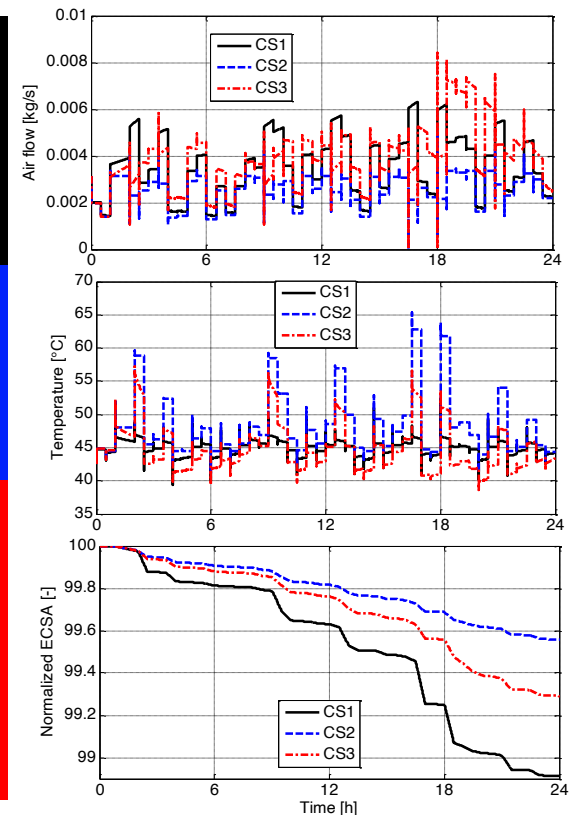 0.01
0.008
0.006
0.004
0.002
0
Air flow [kg/s]
CS1
CS2
CS3
0 6 12 18 24
70
65
60
55
50
45
40
35
Temperature [°C]
CS1
CS2
CS3
0 6 12 18 24
100
99.8
99.6
99.4
99.2
99
Normalized ECSA [-]
CS1
CS2
CS3
0 6 12 18 24
Time [h]